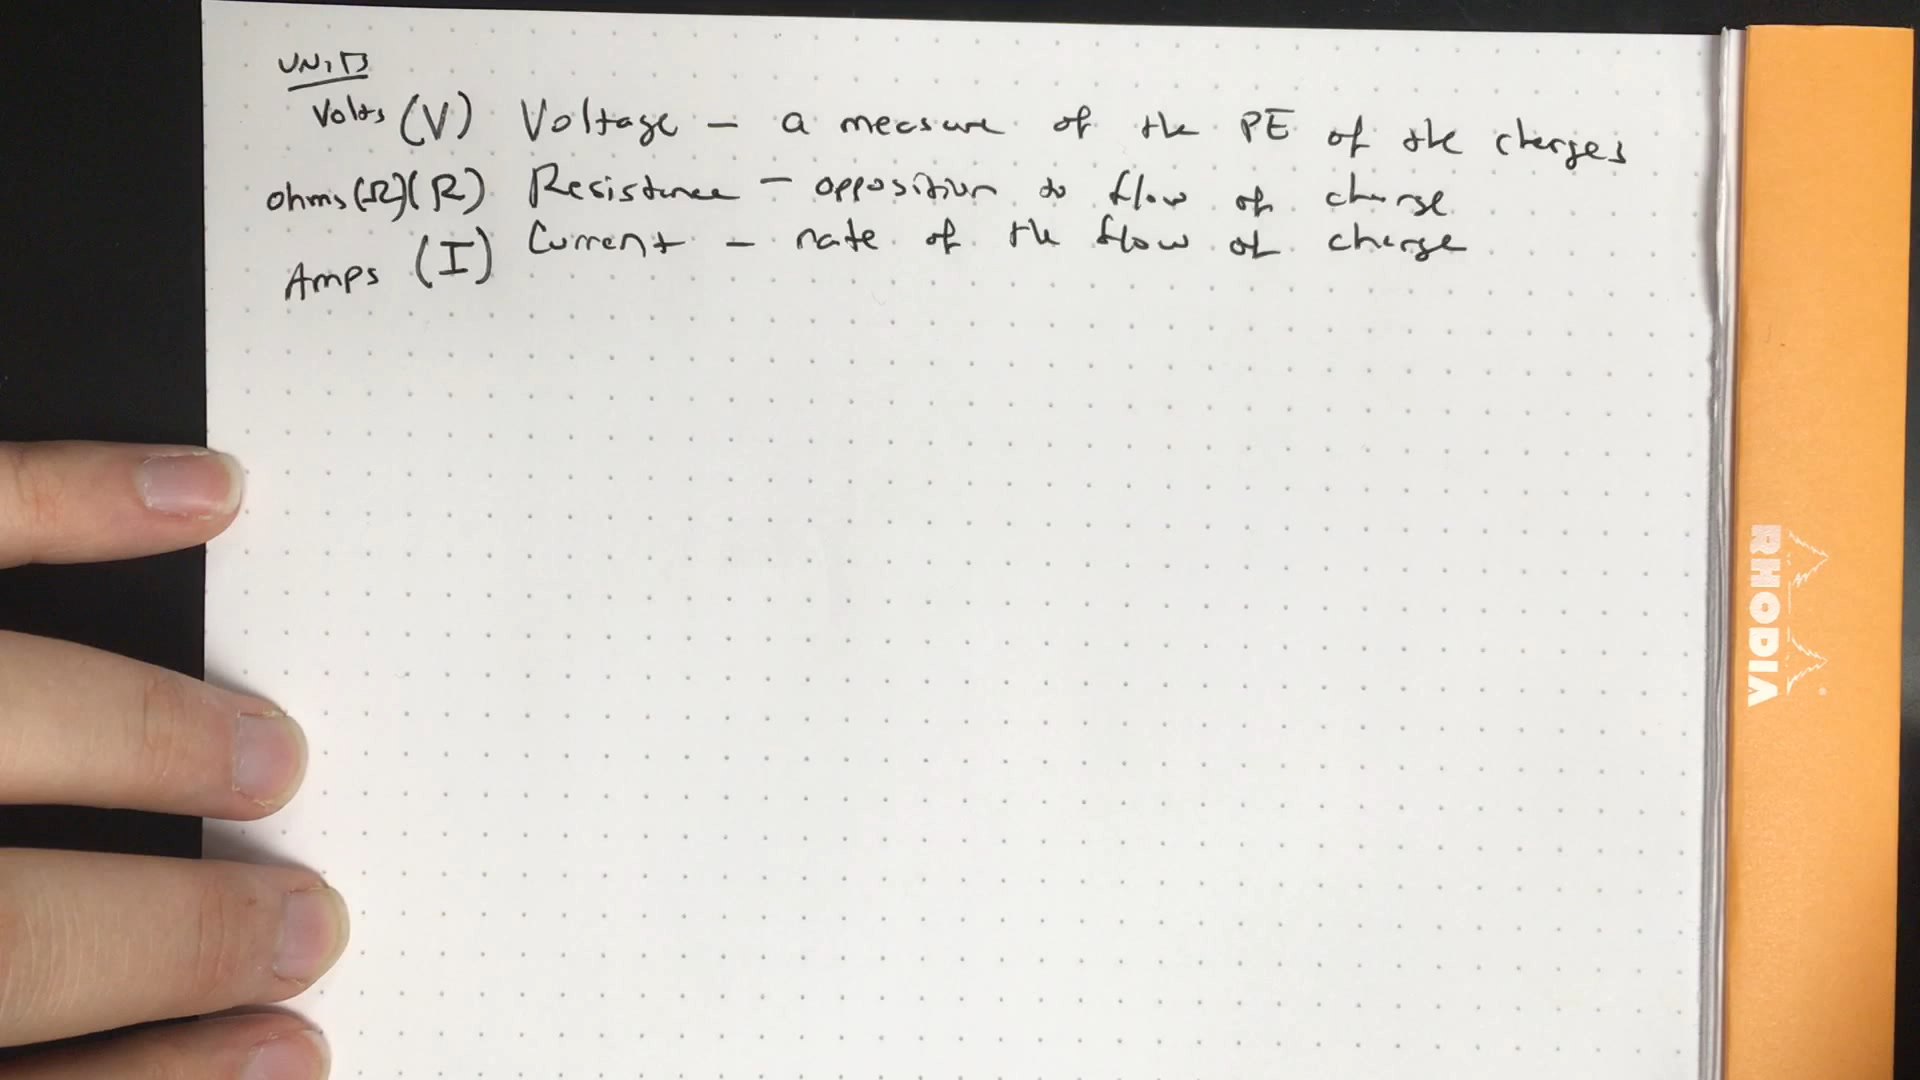 UNITS
Volts (V) Voltage - a measure of the PE of the charges
ohms (Ω) (R) Resistance - opposition to flow of charge
Amps (I) Current - rate of the flow of charge
RHODIA